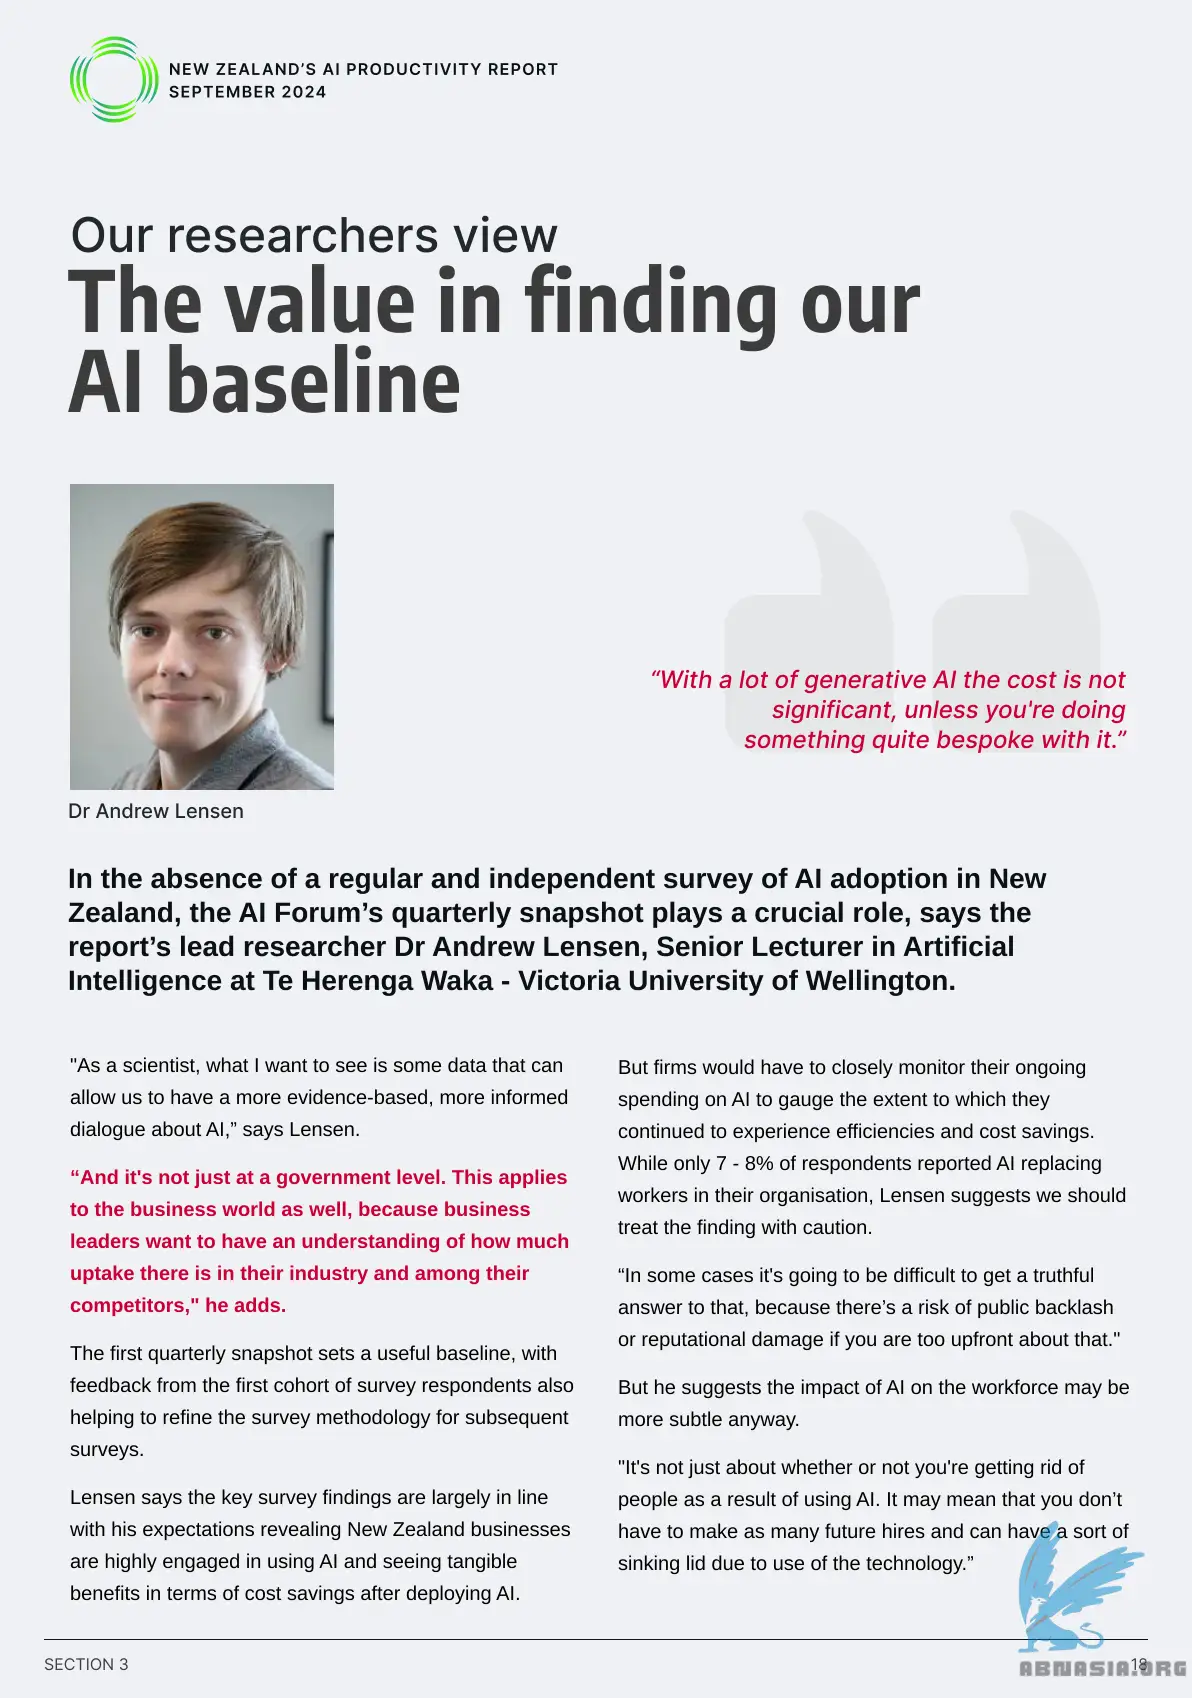 NEW ZEALAND’S AI PRODUCTIVITY REPORT
SEPTEMBER 2024
Our researchers view
The value in finding our
AI baseline
“With a lot of generative AI the cost is not
significant, unless you're doing
something quite bespoke with it.”
Dr Andrew Lensen
In the absence of a regular and independent survey of AI adoption in New
Zealand, the AI Forum’s quarterly snapshot plays a crucial role, says the
report’s lead researcher Dr Andrew Lensen, Senior Lecturer in Artificial
Intelligence at Te Herenga Waka - Victoria University of Wellington.
"As a scientist, what I want to see is some data that can
allow us to have a more evidence-based, more informed
dialogue about AI,” says Lensen.
“And it's not just at a government level. This applies
to the business world as well, because business
leaders want to have an understanding of how much
uptake there is in their industry and among their
competitors," he adds.
The first quarterly snapshot sets a useful baseline, with
feedback from the first cohort of survey respondents also
helping to refine the survey methodology for subsequent
surveys.
Lensen says the key survey findings are largely in line
with his expectations revealing New Zealand businesses
are highly engaged in using AI and seeing tangible
benefits in terms of cost savings after deploying AI.
But firms would have to closely monitor their ongoing
spending on AI to gauge the extent to which they
continued to experience efficiencies and cost savings.
While only 7 - 8% of respondents reported AI replacing
workers in their organisation, Lensen suggests we should
treat the finding with caution.
“In some cases it's going to be difficult to get a truthful
answer to that, because there’s a risk of public backlash
or reputational damage if you are too upfront about that."
But he suggests the impact of AI on the workforce may be
more subtle anyway.
"It's not just about whether or not you're getting rid of
people as a result of using AI. It may mean that you don’t
have to make as many future hires and can have a sort of
sinking lid due to use of the technology.”
SECTION 3
18
ABNASIA.ORG